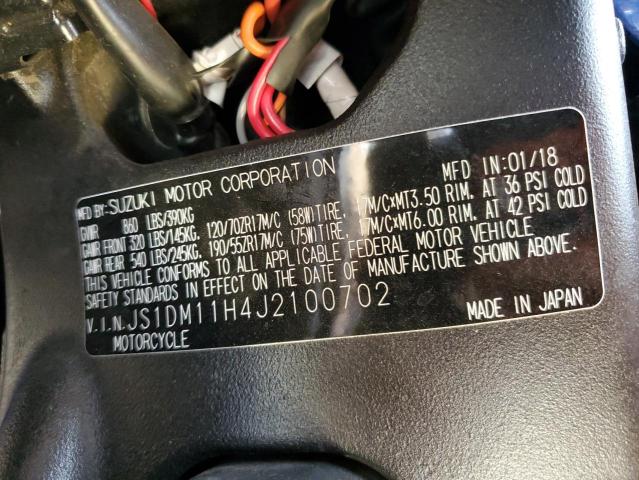 MFD BY:SUZUKI MOTOR CORPORATION MFD IN:01/18
GVWR 860 LBS/390KG
GAWR FRONT 320 LBS/145KG, 120/70ZR17M/C (58W)TIRE, 17M/C×MT3.50 RIM. AT 36 PSI COLD
GAWR REAR 540 LBS/245KG, 190/55ZR17M/C (75W)TIRE, 17M/C×MT6.00 RIM. AT 42 PSI COLD
THIS VEHICLE CONFORMS TO ALL APPLICABLE FEDERAL MOTOR VEHICLE
SAFETY STANDARDS IN EFFECT ON THE DATE OF MANUFACTURE SHOWN ABOVE.
V.I.N.JS1DM11H4J2100702
MOTORCYCLE MADE IN JAPAN